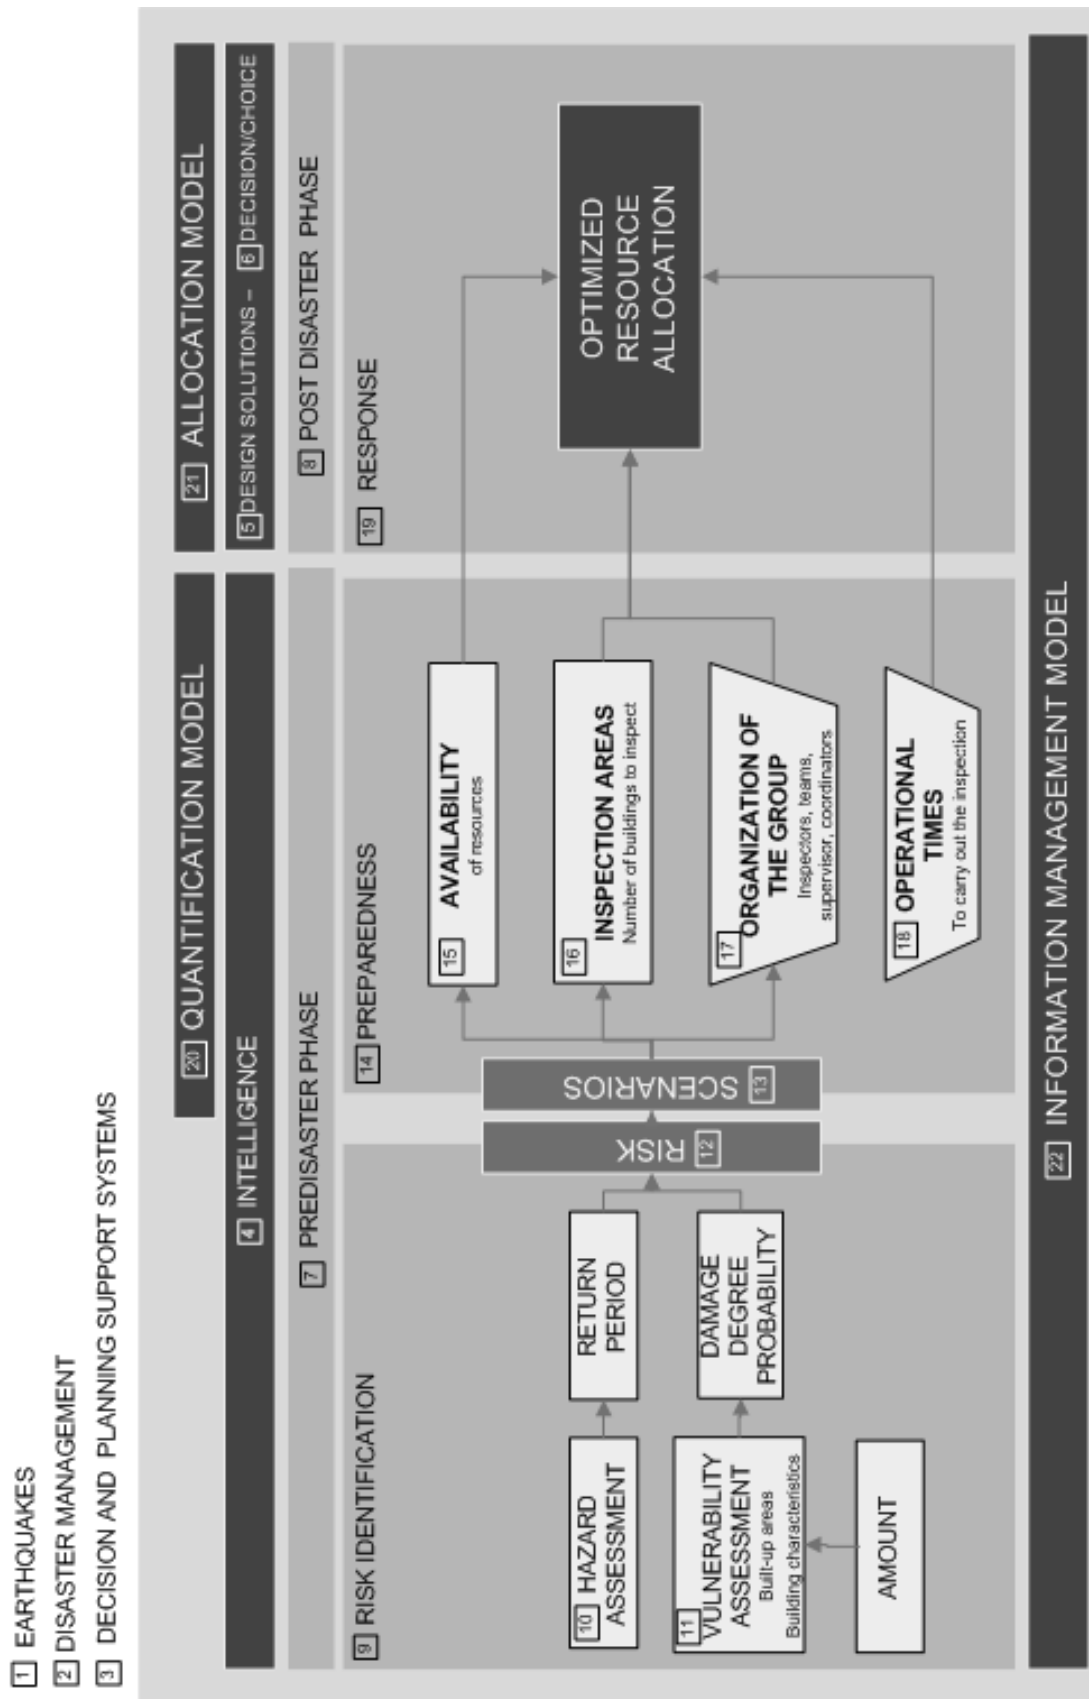 1 EARTHQUAKES
2 DISASTER MANAGEMENT
3 DECISION AND PLANNING SUPPORT SYSTEMS
20 QUANTIFICATION MODEL
21 ALLOCATION MODEL
4 INTELLIGENCE
5 DESIGN SOLUTIONS – 6 DECISION/CHOICE
7 PREDISASTER PHASE
8 POST DISASTER PHASE
9 RISK IDENTIFICATION
10 HAZARD
ASSESSMENT
RETURN
PERIOD
11
VULNERABILITY
ASSESSMENT
Built-up areas
Building characteristics
DAMAGE
DEGREE
PROBABILITY
AMOUNT
RISK 12
SCENARIOS 13
14 PREPAREDNESS
15 AVAILABILITY
of resources
16
INSPECTION AREAS
Number of buildings to inspect
17
ORGANIZATION OF
THE GROUP
Inspectors, teams,
supervisor, coordinators
18 OPERATIONAL
TIMES
To carry out the inspection
19 RESPONSE
OPTIMIZED
RESOURCE
ALLOCATION
22 INFORMATION MANAGEMENT MODEL